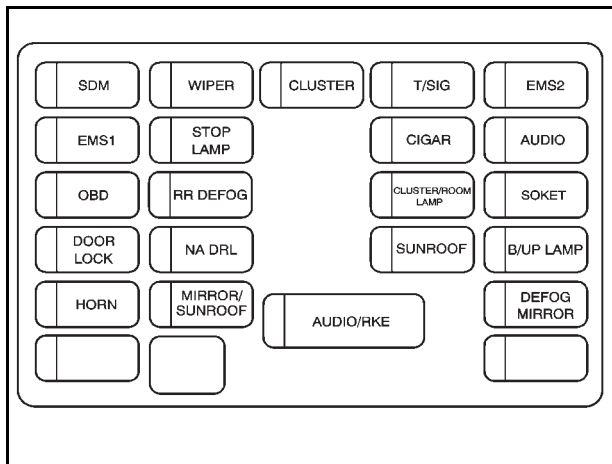 SDM
WIPER
CLUSTER
T/SIG
EMS2
EMS1
STOP
LAMP
CIGAR
AUDIO
OBD
RR DEFOG
CLUSTER/ROOM
LAMP
SOKET
DOOR
LOCK
NA DRL
SUNROOF
B/UP LAMP
HORN
MIRROR/
SUNROOF
AUDIO/RKE
DEFOG
MIRROR